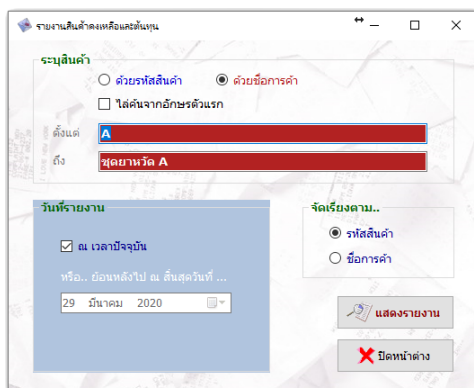 รายงานสินค้าคงเหลือและต้นทุน
ระบุสินค้า
ด้วยรหัสสินค้า ด้วยชื่อการค้า
ไล่ค้นจากอักษรตัวแรก
ตั้งแต่ A
ถึง ชุดยาหวัด A
วันที่รายงาน
ณ เวลาปัจจุบัน
หรือ.. ย้อนหลังไป ณ สิ้นสุดวันที่ ...
29 มีนาคม 2020
จัดเรียงตาม..
รหัสสินค้า
ชื่อการค้า
แสดงรายงาน
ปิดหน้าต่าง